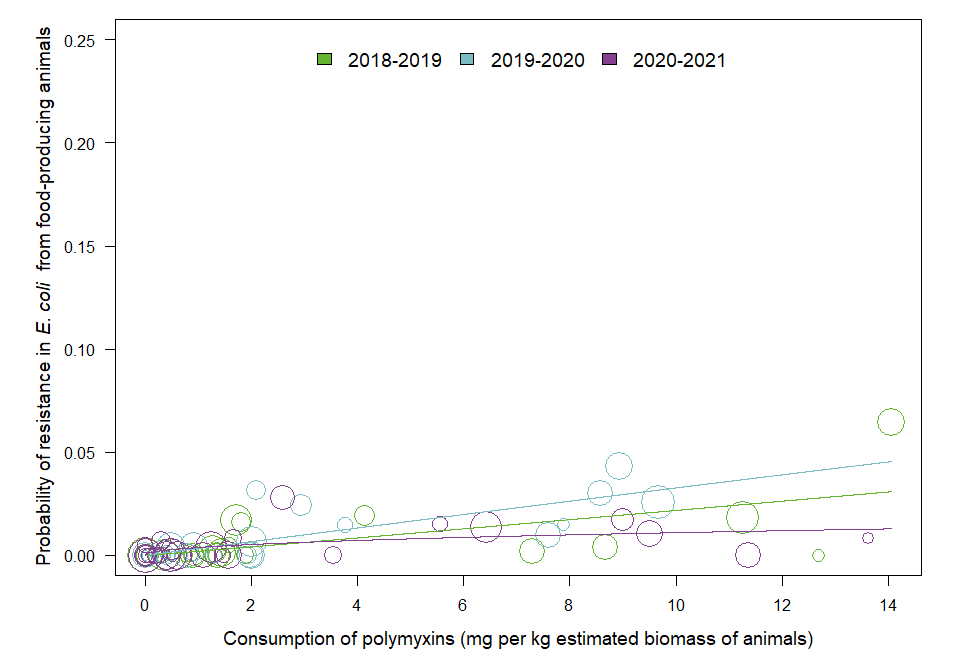 Probability of resistance in E. coli from food-producing animals
0.25
0.20
0.15
0.10
0.05
0.00
2018-2019 2019-2020 2020-2021
0 2 4 6 8 10 12 14
Consumption of polymyxins (mg per kg estimated biomass of animals)